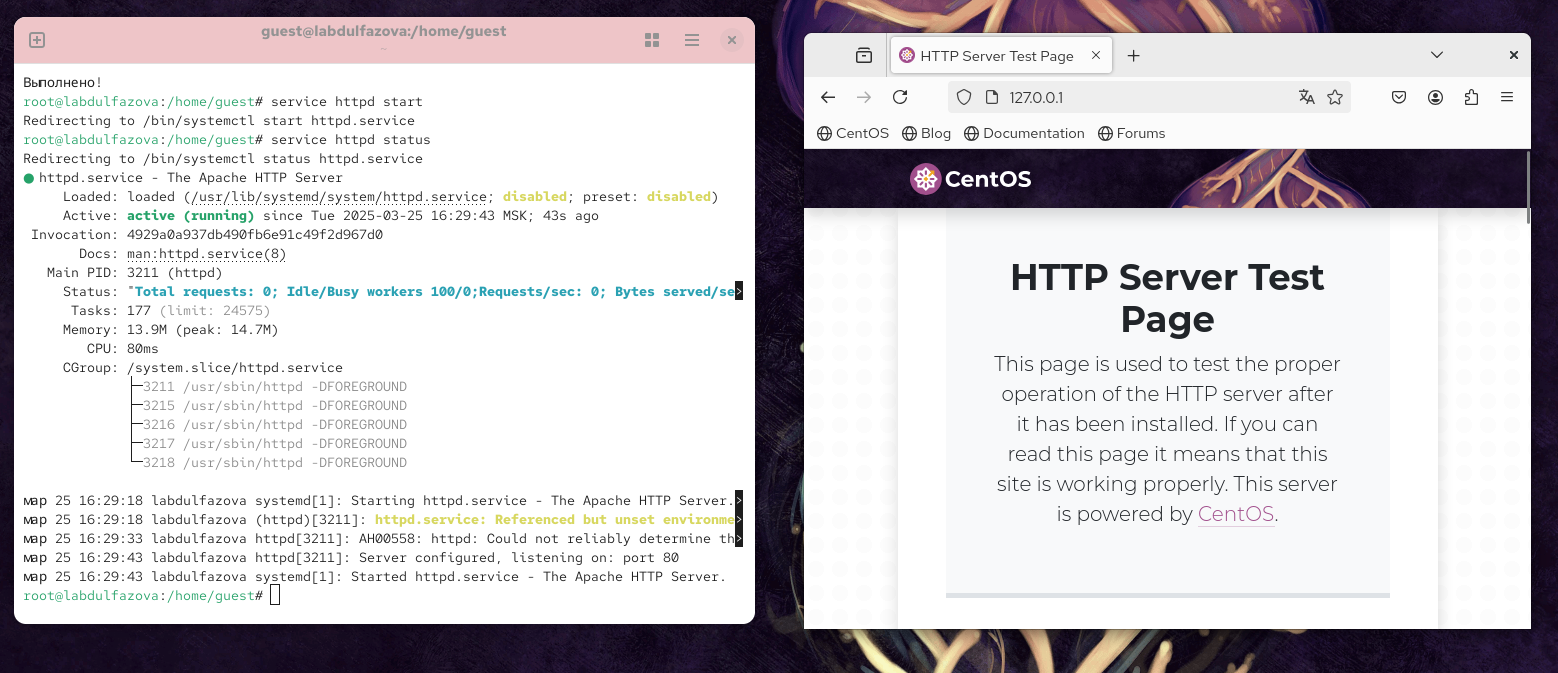 guest@labdulfazova:/home/guest
~
Выполнено!
root@labdulfazova:/home/guest# service httpd start
Redirecting to /bin/systemctl start httpd.service
root@labdulfazova:/home/guest# service httpd status
Redirecting to /bin/systemctl status httpd.service
● httpd.service - The Apache HTTP Server
Loaded: loaded (/usr/lib/systemd/system/httpd.service; disabled; preset: disabled)
Active: active (running) since Tue 2025-03-25 16:29:43 MSK; 43s ago
Invocation: 4929a0a937db490fb6e91c49f2d967d0
Docs: man:httpd.service(8)
Main PID: 3211 (httpd)
Status: "Total requests: 0; Idle/Busy workers 100/0;Requests/sec: 0; Bytes served/se>
Tasks: 177 (limit: 24575)
Memory: 13.9M (peak: 14.7M)
CPU: 80ms
CGroup: /system.slice/httpd.service
├─3211 /usr/sbin/httpd -DFOREGROUND
├─3215 /usr/sbin/httpd -DFOREGROUND
├─3216 /usr/sbin/httpd -DFOREGROUND
├─3217 /usr/sbin/httpd -DFOREGROUND
└─3218 /usr/sbin/httpd -DFOREGROUND
мар 25 16:29:18 labdulfazova systemd[1]: Starting httpd.service - The Apache HTTP Server.>
мар 25 16:29:18 labdulfazova (httpd)[3211]: httpd.service: Referenced but unset environme>
мар 25 16:29:33 labdulfazova httpd[3211]: AH00558: httpd: Could not reliably determine th>
мар 25 16:29:43 labdulfazova httpd[3211]: Server configured, listening on: port 80
мар 25 16:29:43 labdulfazova systemd[1]: Started httpd.service - The Apache HTTP Server.
root@labdulfazova:/home/guest#
HTTP Server Test Page
127.0.0.1
CentOS Blog Documentation Forums
CentOS
HTTP Server Test
Page
This page is used to test the proper
operation of the HTTP server after
it has been installed. If you can
read this page it means that this
site is working properly. This server
is powered by CentOS.